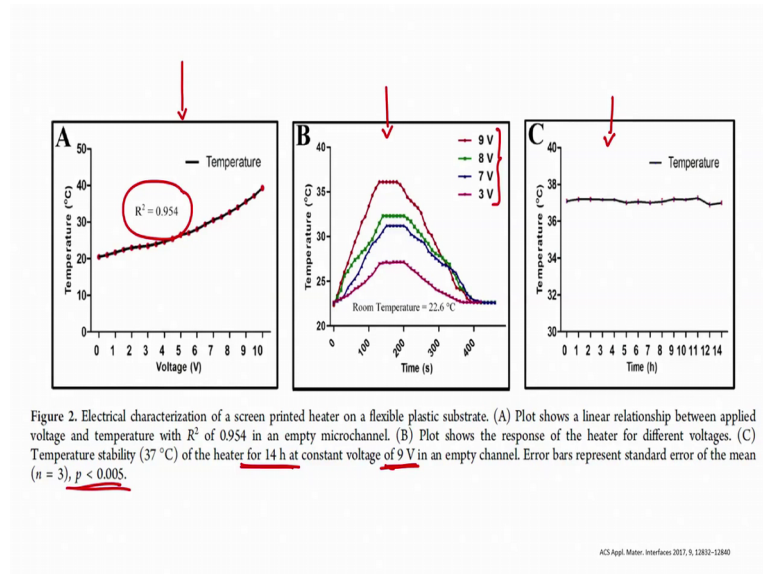 A
50
40
30
20
10
0
Temperature (°C)
Temperature
R² = 0.954
0 1 2 3 4 5 6 7 8 9 10
Voltage (V)
B
40
35
30
25
20
Temperature (°C)
9 V
8 V
7 V
3 V
Room Temperature = 22.6 °C
0 100 200 300 400
Time (s)
C
40
38
36
34
32
30
Temperature (°C)
Temperature
0 1 2 3 4 5 6 7 8 9 10 11 12 14
Time (h)
Figure 2. Electrical characterization of a screen printed heater on a flexible plastic substrate. (A) Plot shows a linear relationship between applied
voltage and temperature with R² of 0.954 in an empty microchannel. (B) Plot shows the response of the heater for different voltages. (C)
Temperature stability (37 °C) of the heater for 14 h at constant voltage of 9 V in an empty channel. Error bars represent standard error of the mean
(n = 3), p < 0.005.
ACS Appl. Mater. Interfaces 2017, 9, 12832−12840